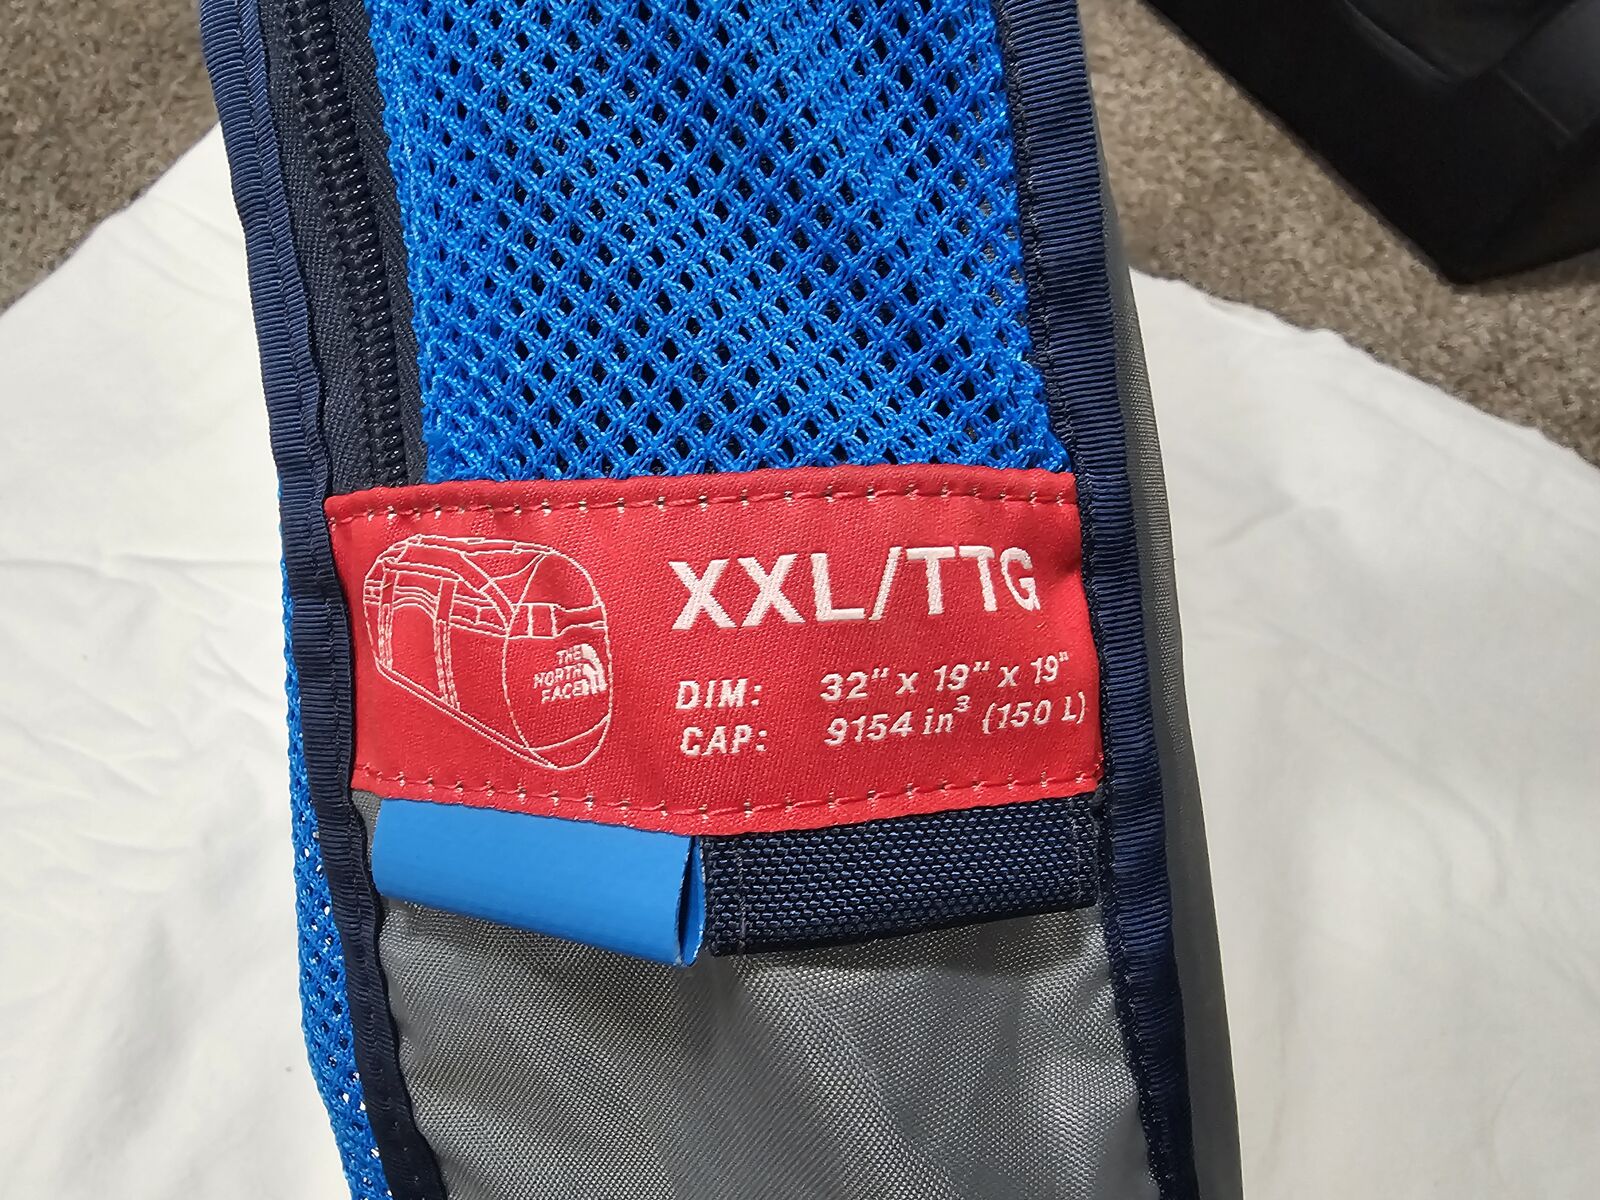 XXL/TTG
THE
NORTH
FACE
DIM: 32" x 19" x 19"
CAP: 9154 in³ (150 L)